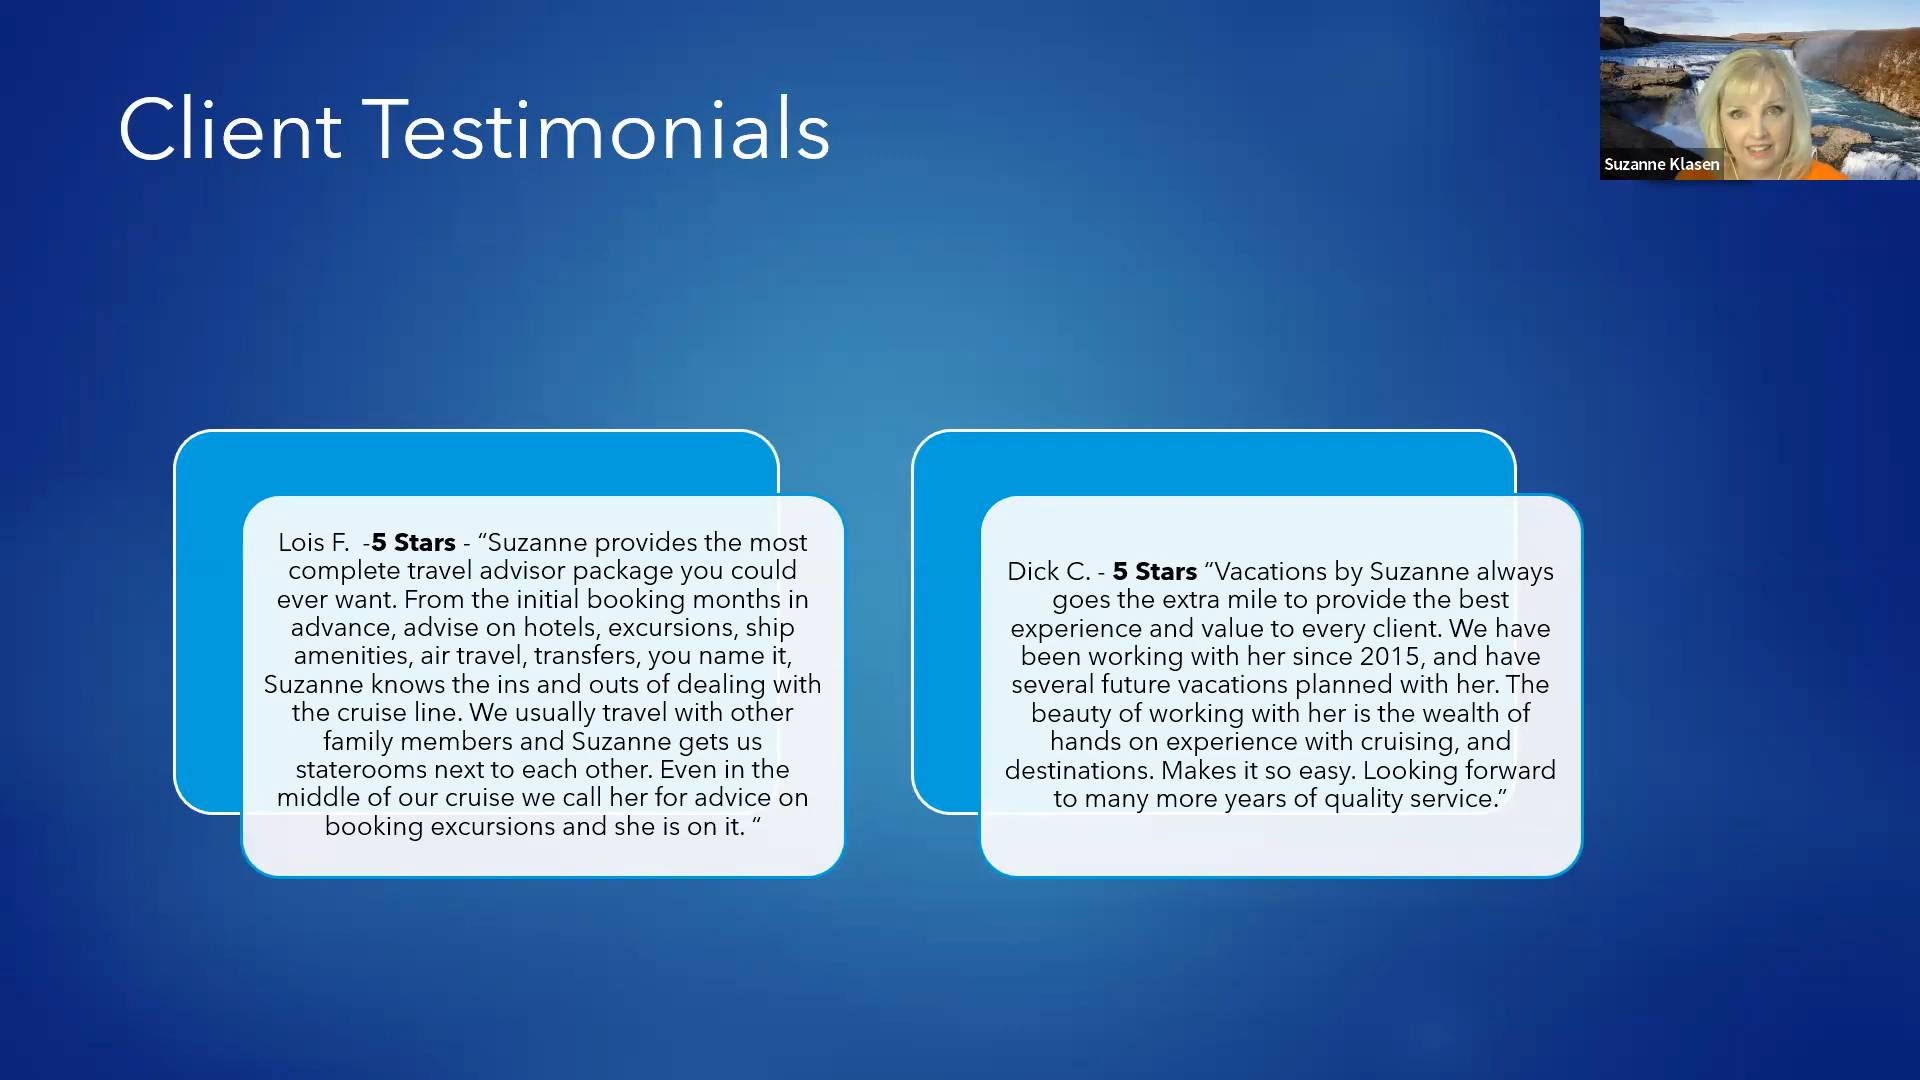 Client Testimonials
Suzanne Klasen
Lois F.  -5 Stars - “Suzanne provides the most
complete travel advisor package you could
ever want. From the initial booking months in
advance, advise on hotels, excursions, ship
amenities, air travel, transfers, you name it,
Suzanne knows the ins and outs of dealing with
the cruise line. We usually travel with other
family members and Suzanne gets us
staterooms next to each other. Even in the
middle of our cruise we call her for advice on
booking excursions and she is on it. “
Dick C. - 5 Stars “Vacations by Suzanne always
goes the extra mile to provide the best
experience and value to every client. We have
been working with her since 2015, and have
several future vacations planned with her. The
beauty of working with her is the wealth of
hands on experience with cruising, and
destinations. Makes it so easy. Looking forward
to many more years of quality service.”